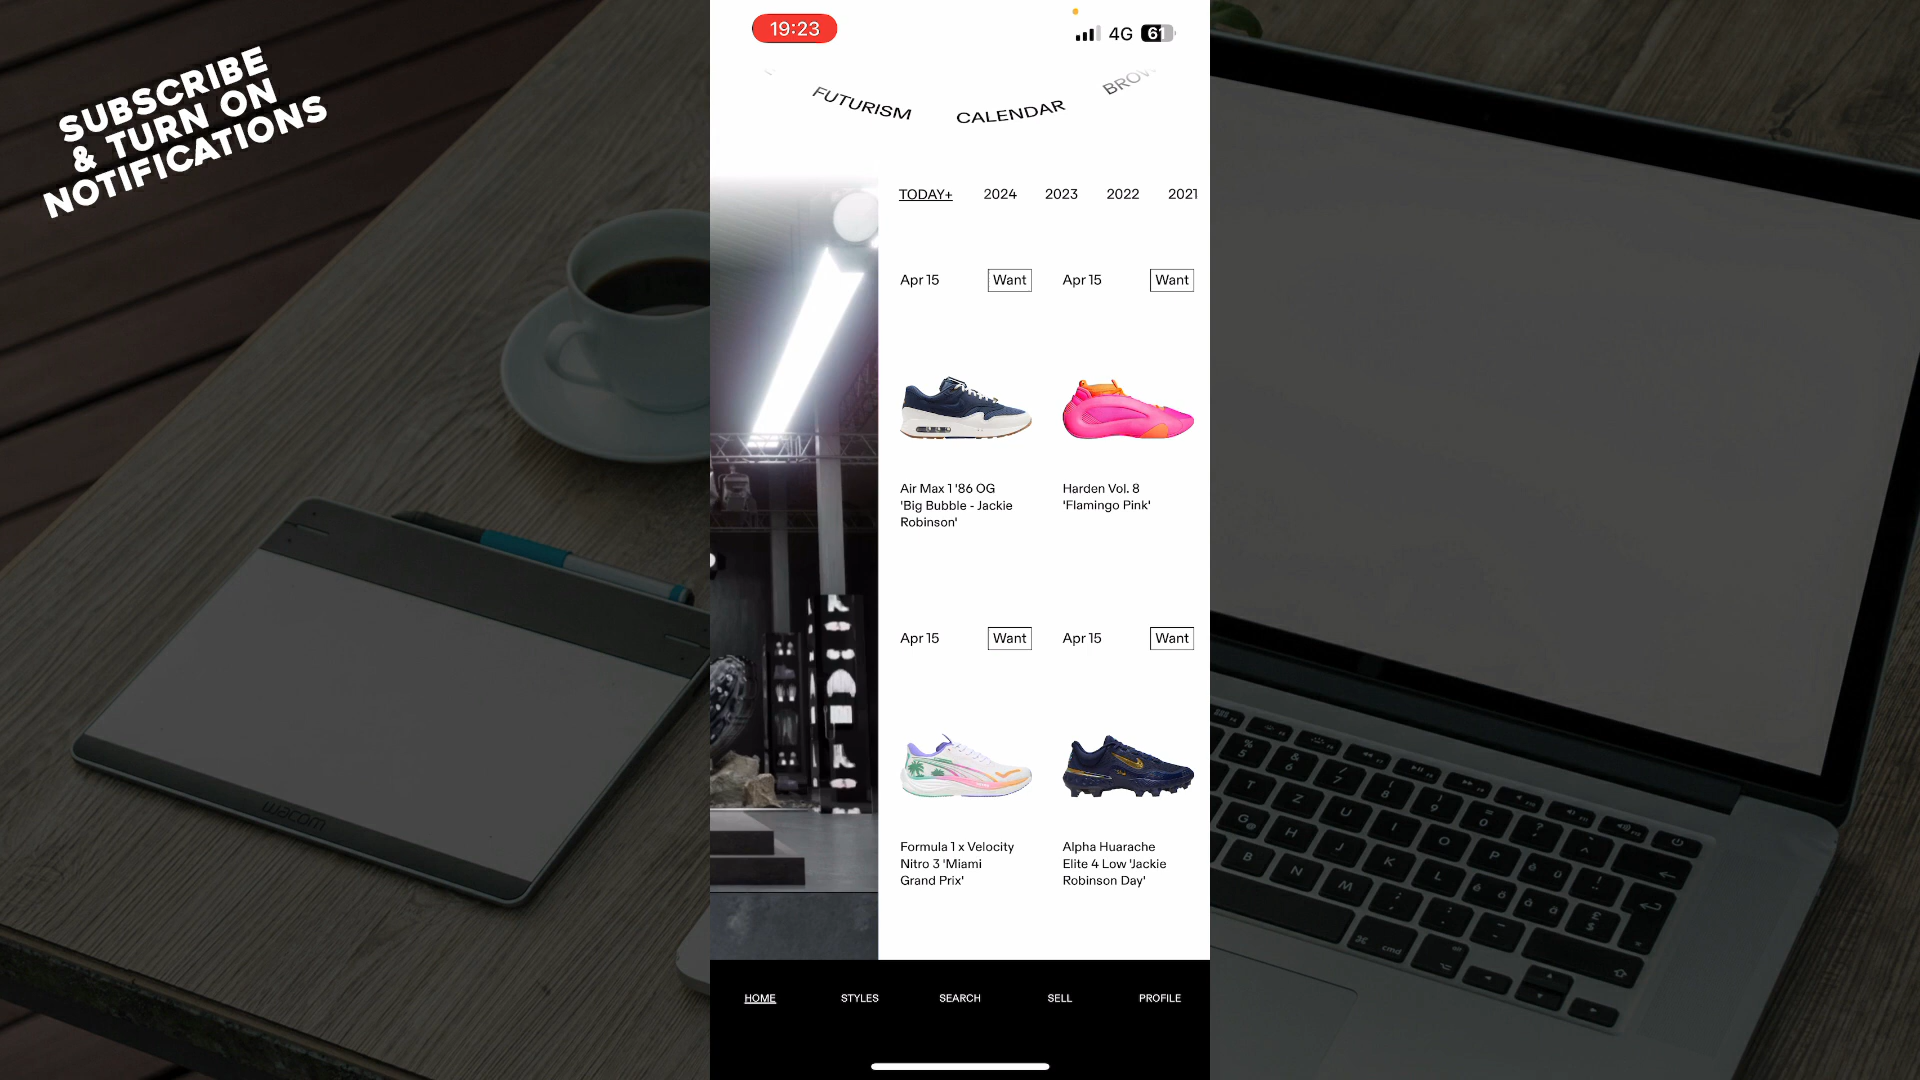 SUBSCRIBE
& TURN ON
NOTIFICATIONS
19:23
4G 61
FUTURISM CALENDAR
TODAY+ 2024 2023 2022 2021
Apr 15 Want Apr 15 Want
Air Max 1 '86 OG
'Big Bubble - Jackie
Robinson'
Harden Vol. 8
'Flamingo Pink'
Apr 15 Want Apr 15 Want
Formula 1 x Velocity
Nitro 3 'Miami
Grand Prix'
Alpha Huarache
Elite 4 Low 'Jackie
Robinson Day'
HOME STYLES SEARCH SELL PROFILE
wacom